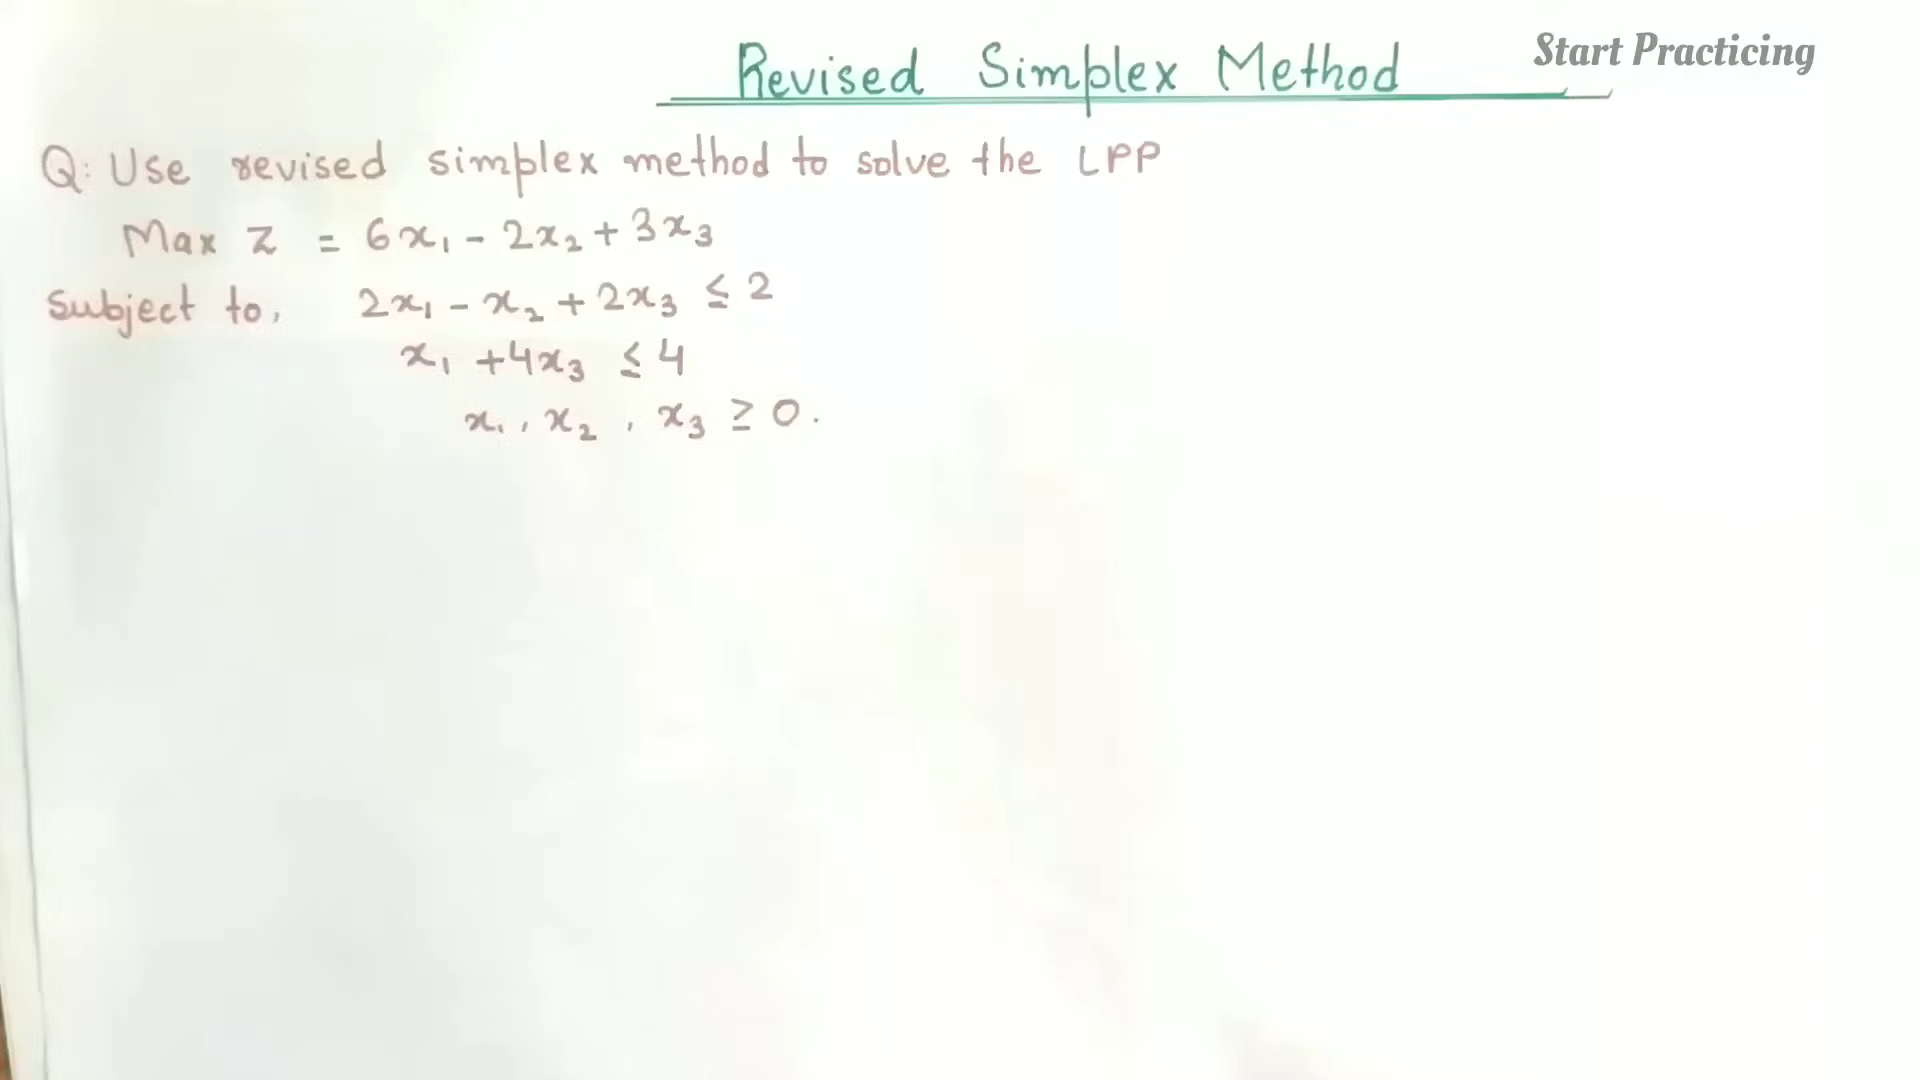 Revised Simplex Method
Start Practicing
Q: Use revised simplex method to solve the LPP
Max Z = 6x₁ - 2x₂ + 3x₃
Subject to, 2x₁ - x₂ + 2x₃ ≤ 2
x₁ + 4x₃ ≤ 4
x₁, x₂, x₃ ≥ 0.